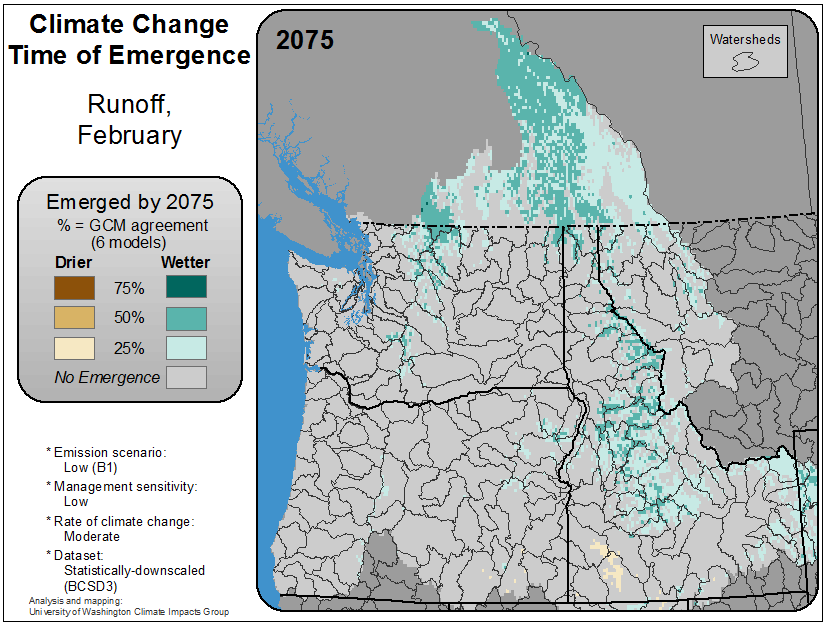 Climate Change
Time of Emergence
Runoff,
February
Emerged by 2075
% = GCM agreement
(6 models)
Drier Wetter
75%
50%
25%
No Emergence
* Emission scenario:
Low (B1)
* Management sensitivity:
Low
* Rate of climate change:
Moderate
* Dataset:
Statistically-downscaled
(BCSD3)
Analysis and mapping:
University of Washington Climate Impacts Group
2075
Watersheds